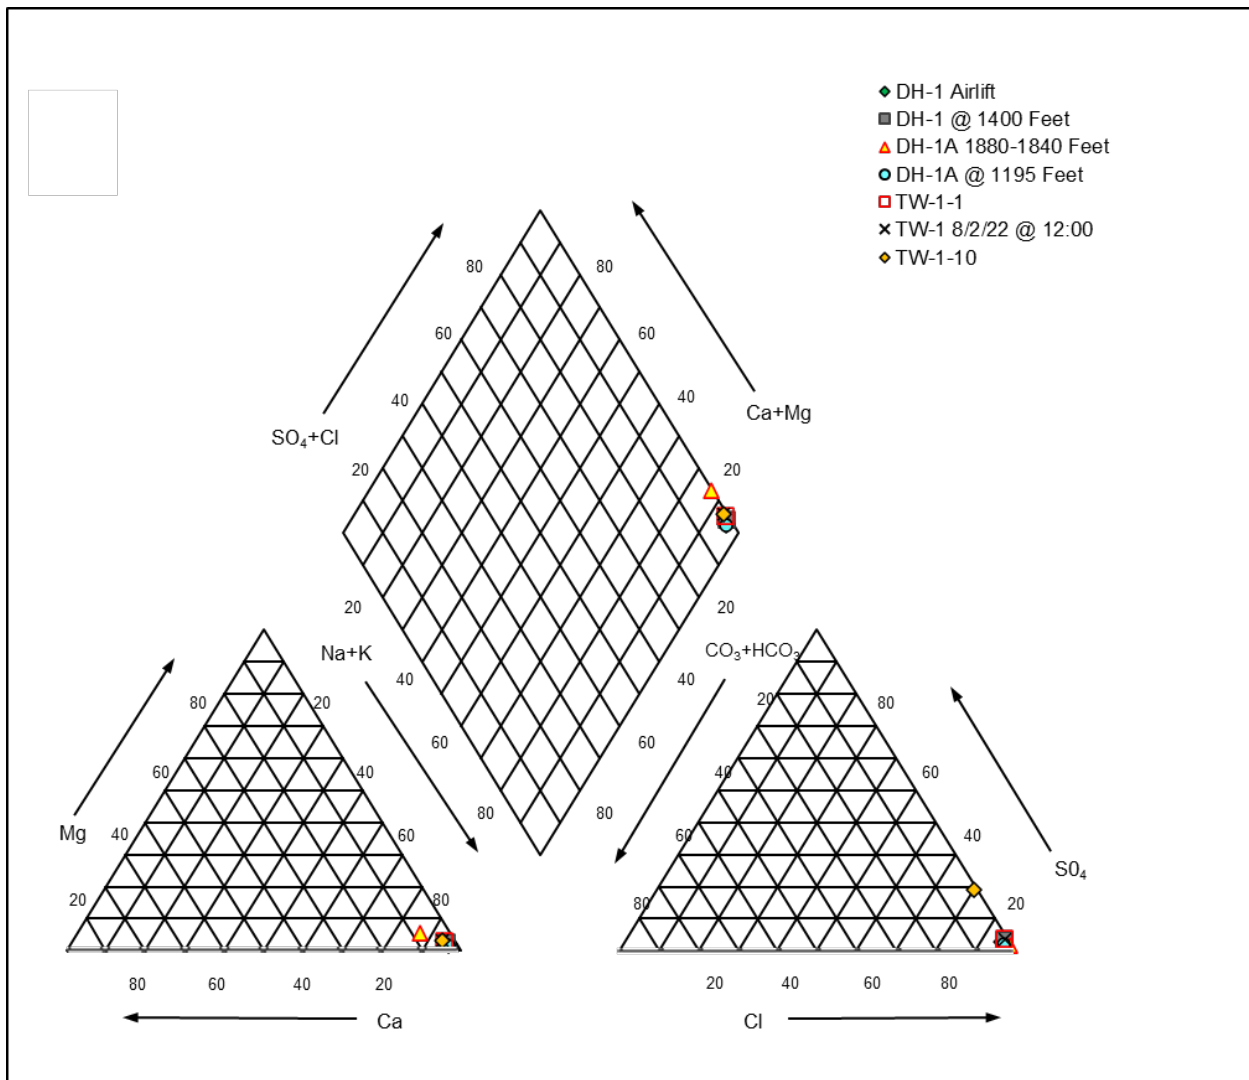 DH-1 Airlift
DH-1 @ 1400 Feet
DH-1A 1880-1840 Feet
DH-1A @ 1195 Feet
TW-1-1
TW-1 8/2/22 @ 12:00
TW-1-10
80 80
60 60
40 40
SO₄+Cl Ca+Mg
20 20
20 20
Na+K CO₃+HCO₃
40 40
60 60
80 80
80 20 20 80
60 40 40 60
Mg 40 60 60 40 S0₄
20 80 80 20
80 60 40 20 20 40 60 80
Ca Cl